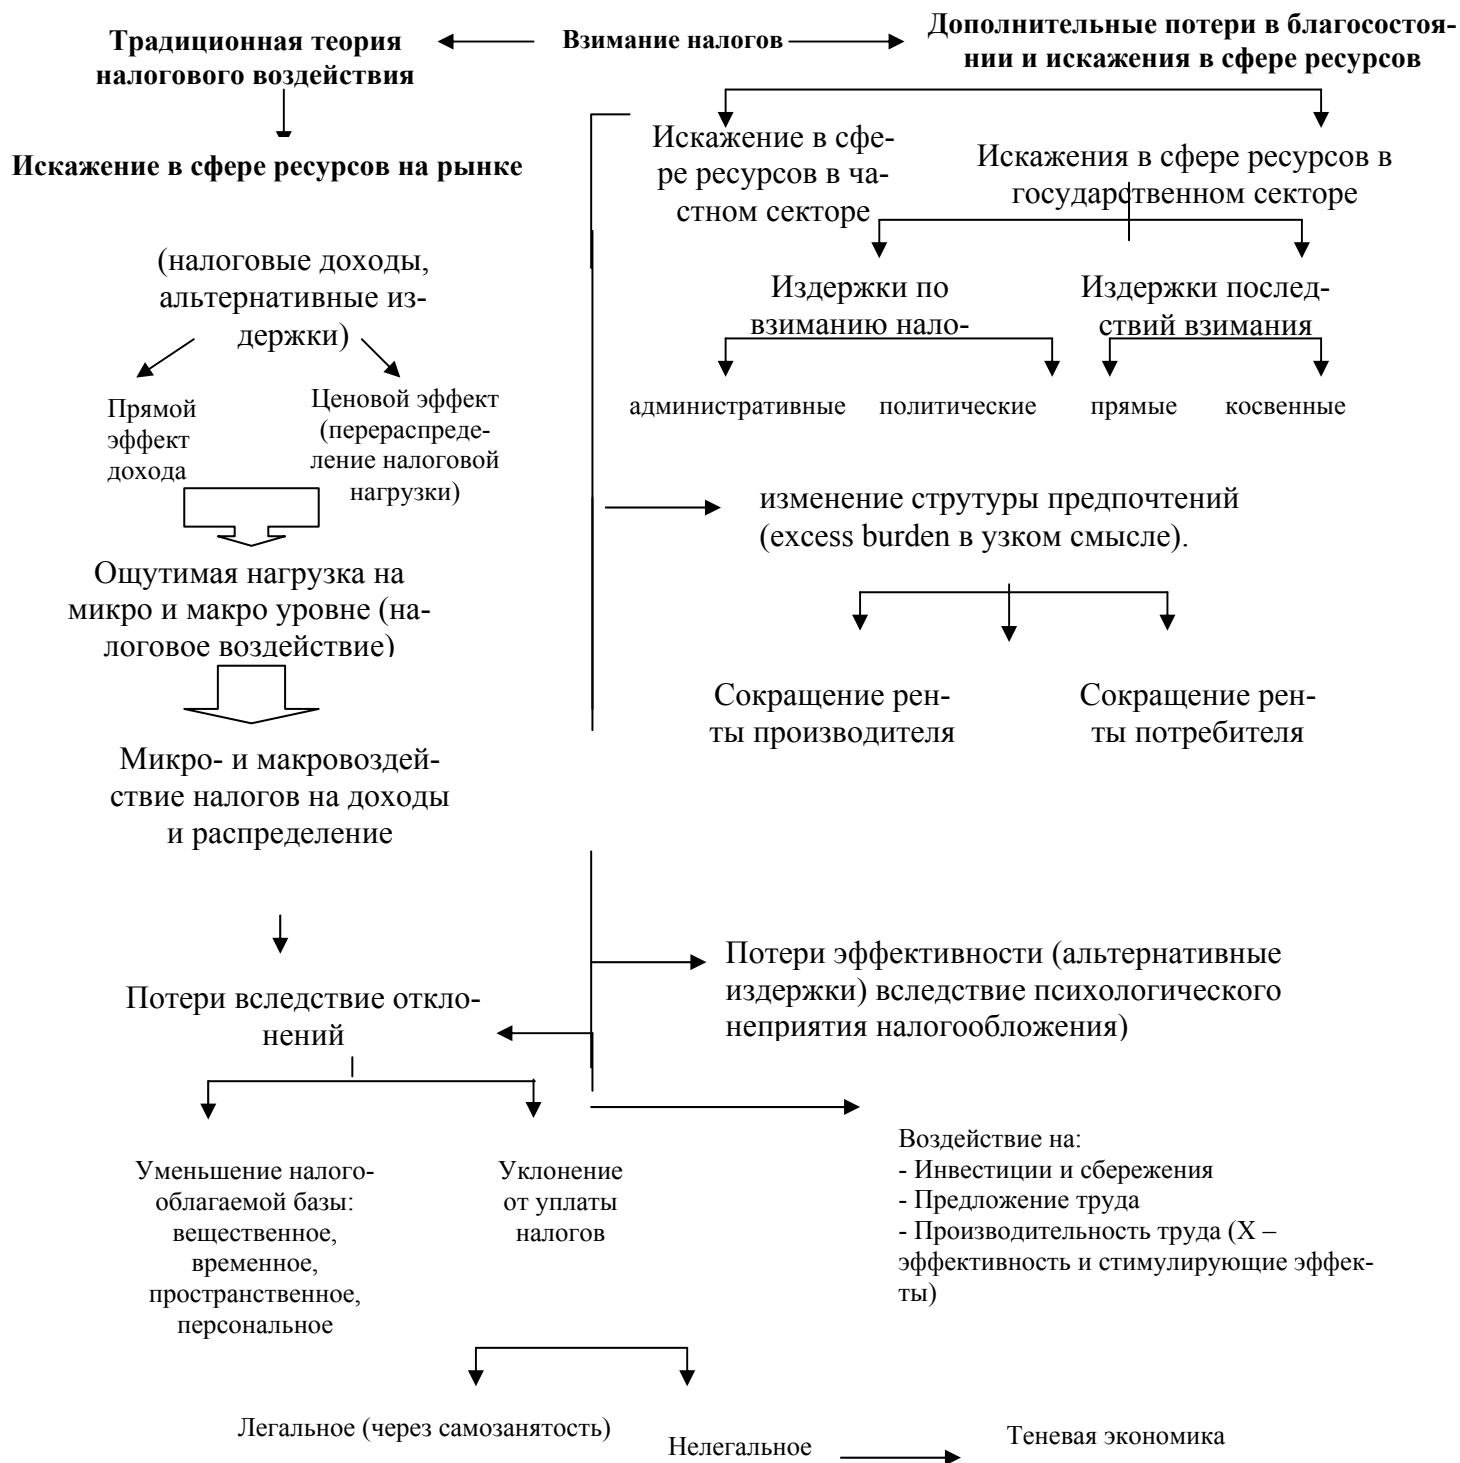 Традиционная теория
налогового воздействия
Взимание налогов
Дополнительные потери в благосостоя-
нии и искажения в сфере ресурсов
Искажение в сфере ресурсов на рынке
Искажение в сфе-
ре ресурсов в ча-
стном секторе
Искажения в сфере ресурсов в
государственном секторе
(налоговые доходы,
альтернативные из-
держки)
Издержки по
взиманию нало-
Издержки послед-
ствий взимания
Прямой
эффект
дохода
Ценовой эффект
(перераспреде-
ление налоговой
нагрузки)
административные
политические
прямые
косвенные
изменение струтуры предпочтений
(excess burden в узком смысле).
Ощутимая нагрузка на
микро и макро уровне (на-
логовое воздействие)
Сокращение рен-
ты производителя
Сокращение рен-
ты потребителя
Микро- и макровоздей-
ствие налогов на доходы
и распределение
Потери эффективности (альтернативные
издержки) вследствие психологического
неприятия налогообложения)
Потери вследствие откло-
нений
Уменьшение налого-
облагаемой базы:
вещественное,
временное,
пространственное,
персональное
Уклонение
от уплаты
налогов
Воздействие на:
- Инвестиции и сбережения
- Предложение труда
- Производительность труда (X –
эффективность и стимулирующие эффек-
ты)
Легальное (через самозанятость)
Нелегальное
Теневая экономика